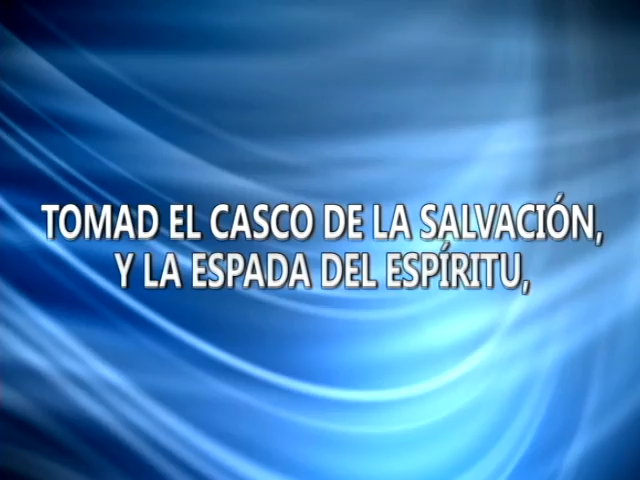 TOMAD EL CASCO DE LA SALVACIÓN,
Y LA ESPADA DEL ESPÍRITU,